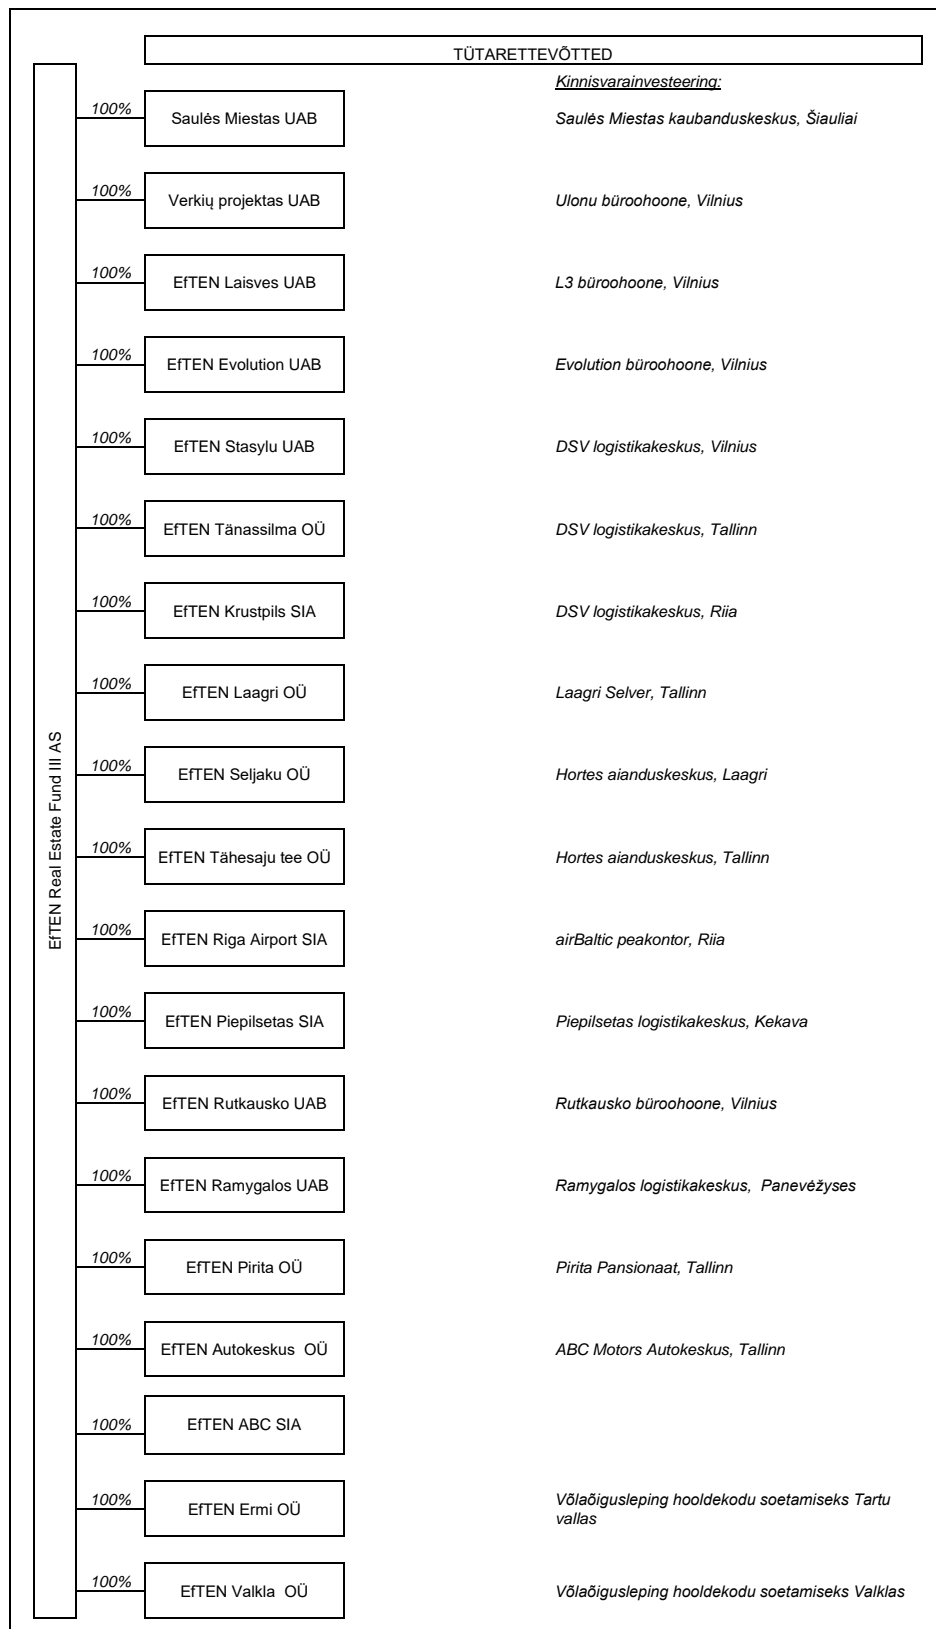 TÜTARETTEVÕTTED
Kinnisvarainvesteering:
100% Saulės Miestas UAB Saulės Miestas kaubanduskeskus, Šiauliai
100% Verkių projektas UAB Ulonu büroohoone, Vilnius
100% EfTEN Laisves UAB L3 büroohoone, Vilnius
100% EfTEN Evolution UAB Evolution büroohoone, Vilnius
100% EfTEN Stasylu UAB DSV logistikakeskus, Vilnius
100% EfTEN Tänassilma OÜ DSV logistikakeskus, Tallinn
100% EfTEN Krustpils SIA DSV logistikakeskus, Riia
100% EfTEN Laagri OÜ Laagri Selver, Tallinn
EfTEN Real Estate Fund III AS
100% EfTEN Seljaku OÜ Hortes aianduskeskus, Laagri
100% EfTEN Tähesaju tee OÜ Hortes aianduskeskus, Tallinn
100% EfTEN Riga Airport SIA airBaltic peakontor, Riia
100% EfTEN Piepilsetas SIA Piepilsetas logistikakeskus, Kekava
100% EfTEN Rutkausko UAB Rutkausko büroohoone, Vilnius
100% EfTEN Ramygalos UAB Ramygalos logistikakeskus, Panevėžyses
100% EfTEN Pirita OÜ Pirita Pansionaat, Tallinn
100% EfTEN Autokeskus OÜ ABC Motors Autokeskus, Tallinn
100% EfTEN ABC SIA
100% EfTEN Ermi OÜ Võlaõigusleping hooldekodu soetamiseks Tartu
vallas
100% EfTEN Valkla OÜ Võlaõigusleping hooldekodu soetamiseks Valklas